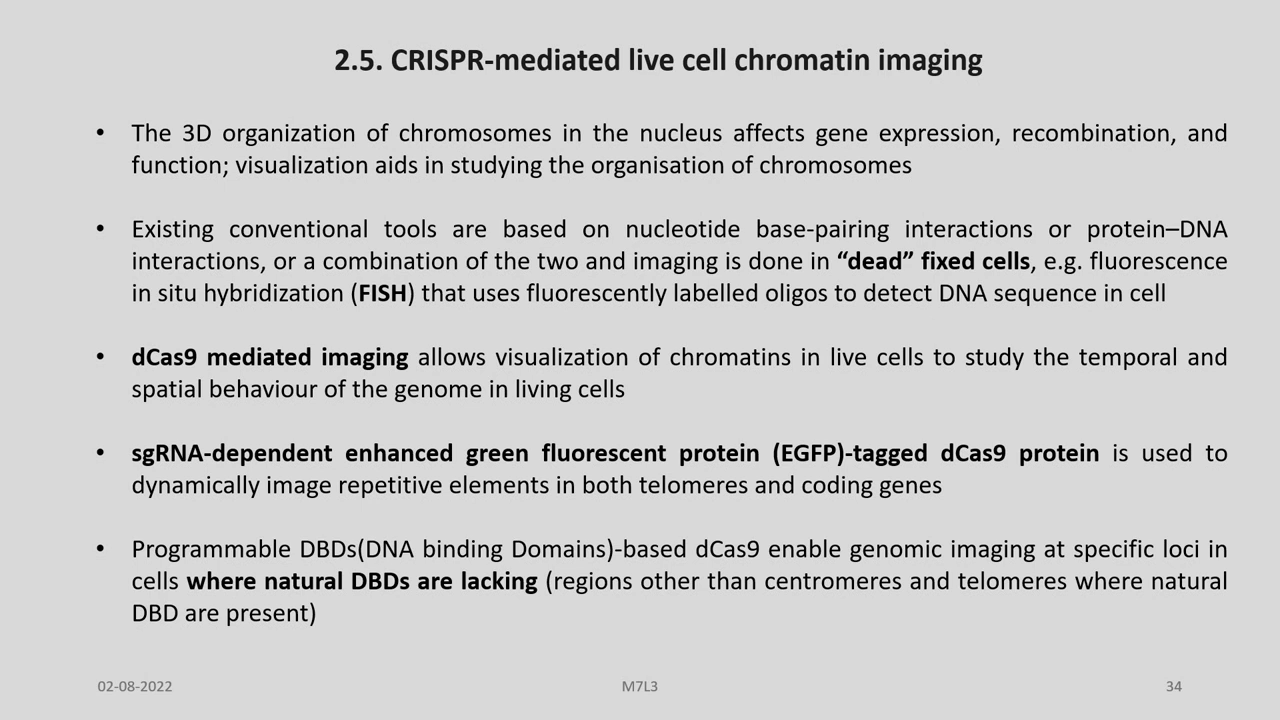 2.5. CRISPR-mediated live cell chromatin imaging
• The 3D organization of chromosomes in the nucleus affects gene expression, recombination, and
function; visualization aids in studying the organisation of chromosomes
• Existing conventional tools are based on nucleotide base-pairing interactions or protein–DNA
interactions, or a combination of the two and imaging is done in “dead” fixed cells, e.g. fluorescence
in situ hybridization (FISH) that uses fluorescently labelled oligos to detect DNA sequence in cell
• dCas9 mediated imaging allows visualization of chromatins in live cells to study the temporal and
spatial behaviour of the genome in living cells
• sgRNA-dependent enhanced green fluorescent protein (EGFP)-tagged dCas9 protein is used to
dynamically image repetitive elements in both telomeres and coding genes
• Programmable DBDs(DNA binding Domains)-based dCas9 enable genomic imaging at specific loci in
cells where natural DBDs are lacking (regions other than centromeres and telomeres where natural
DBD are present)
02-08-2022 M7L3 34